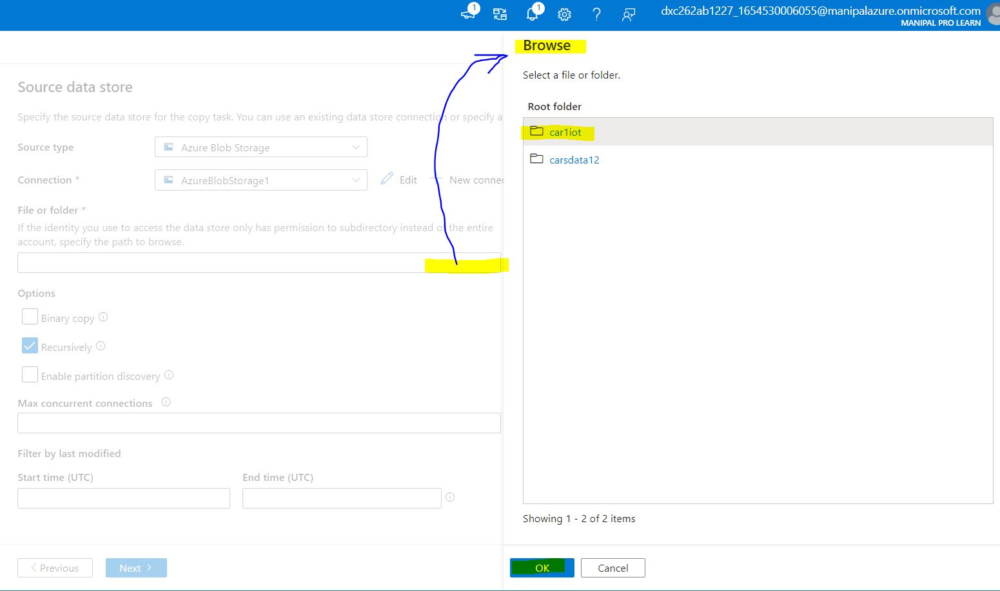 1
1
?
dxc262ab1227_1654530006055@manipalazure.onmicrosoft.com
MANIPAL PRO LEARN
Source data store
Specify the source data store for the copy task. You can use an existing data store connection or specify a
Source type
Azure Blob Storage
Connection *
AzureBlobStorage1
Edit
New connec
File or folder *
If the identity you use to access the data store only has permission to subdirectory instead of the entire
account, specify the path to browse.
Options
Binary copy
Recursively
Enable partition discovery
Max concurrent connections
Filter by last modified
Start time (UTC)
End time (UTC)
< Previous
Next >
Browse
Select a file or folder.
Root folder
car1iot
carsdata12
Showing 1 - 2 of 2 items
OK
Cancel